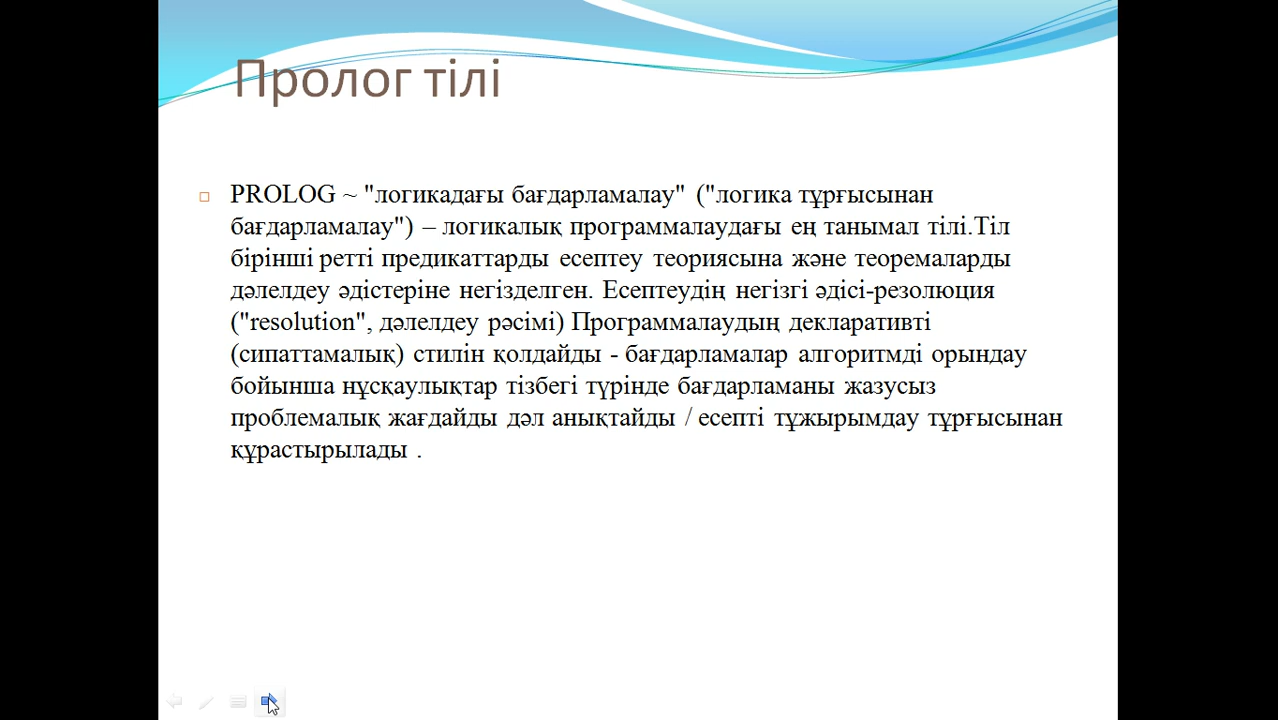 Пролог тілі
PROLOG ~ "логикадағы бағдарламалау" ("логика тұрғысынан
бағдарламалау") – логикалық программалаудағы ең танымал тілі.Тіл
бірінші ретті предикаттарды есептеу теориясына және теоремаларды
дәлелдеу әдістеріне негізделген. Есептеудің негізгі әдісі-резолюция
("resolution", дәлелдеу рәсімі) Программалаудың декларативті
(сипаттамалық) стилін қолдайды - бағдарламалар алгоритмді орындау
бойынша нұсқаулықтар тізбегі түрінде бағдарламаны жазусыз
проблемалық жағдайды дәл анықтайды / есепті тұжырымдау тұрғысынан
құрастырылады .